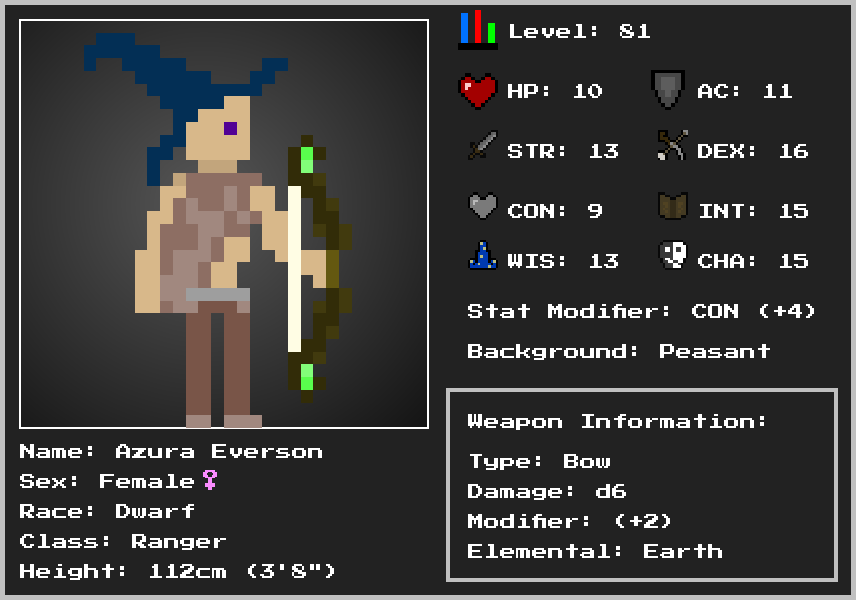 Level: 81
HP: 10 AC: 11
STR: 13 DEX: 16
CON: 9 INT: 15
WIS: 13 CHA: 15
Stat Modifier: CON (+4)
Background: Peasant
Weapon Information:
Type: Bow
Damage: d6
Modifier: (+2)
Elemental: Earth
Name: Azura Everson
Sex: Female♀
Race: Dwarf
Class: Ranger
Height: 112cm (3'8")